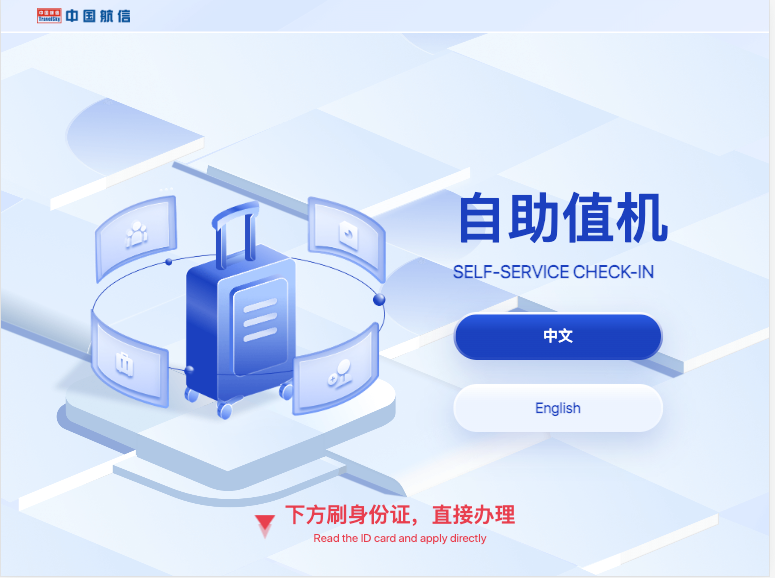 中国航信
TravelSky
中国航信
自助值机
SELF-SERVICE CHECK-IN
中文
English
下方刷身份证，直接办理
Read the ID card and apply directly